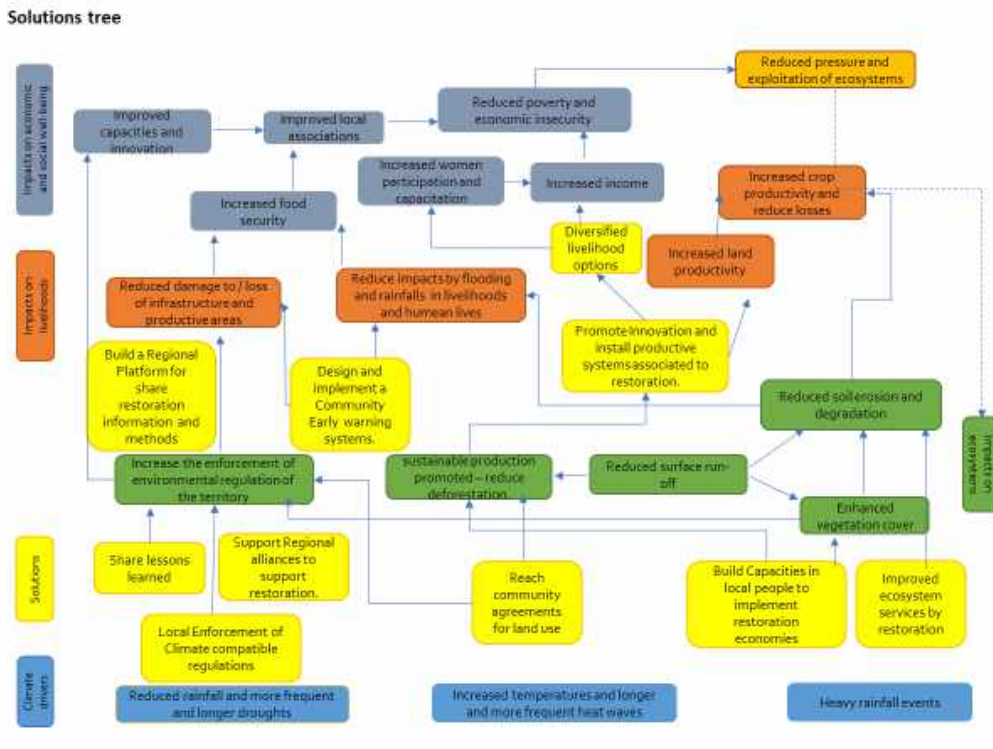 Solutions tree
Impacts on economic
and social well-being
Reduced pressure and
exploitation of ecosystems
Improved
capacities and
innovation
Improved local
associations
Reduced poverty and
economic insecurity
Increased women
participation and
capacitation
Increased income
Increased crop
productivity and
reduce losses
Increased food
security
Diversified
livelihood
options
Increased land
productivity
Impacts on
livelihoods
Reduced damage to / loss
of infrastructure and
productive areas
Reduce impacts by flooding
and rainfalls in livelihoods
and humean lives
Promote Innovation and
install productive
systems associated to
restoration.
Build a Regional
Platform for
share
restoration
information and
methods
Design and
implement a
Community
Early warning
systems.
Reduced soil erosion and
degradation
Impacts on
ecosystems
Increase the enforcement of
environmental regulation of
the territory
sustainable production
promoted – reduce
deforestation
Reduced surface run-
off
Enhanced
vegetation cover
Solutions
Share lessons
learned
Support Regional
alliances to
support
restoration.
Reach
community
agreements
for land use
Build Capacities in
local people to
implement
restoration
economies
Improved
ecosystem
services by
restoration
Local Enforcement of
Climate compatible
regulations
Climate
drivers
Reduced rainfall and more frequent
and longer droughts
Increased temperatures and longer
and more frequent heat waves
Heavy rainfall events